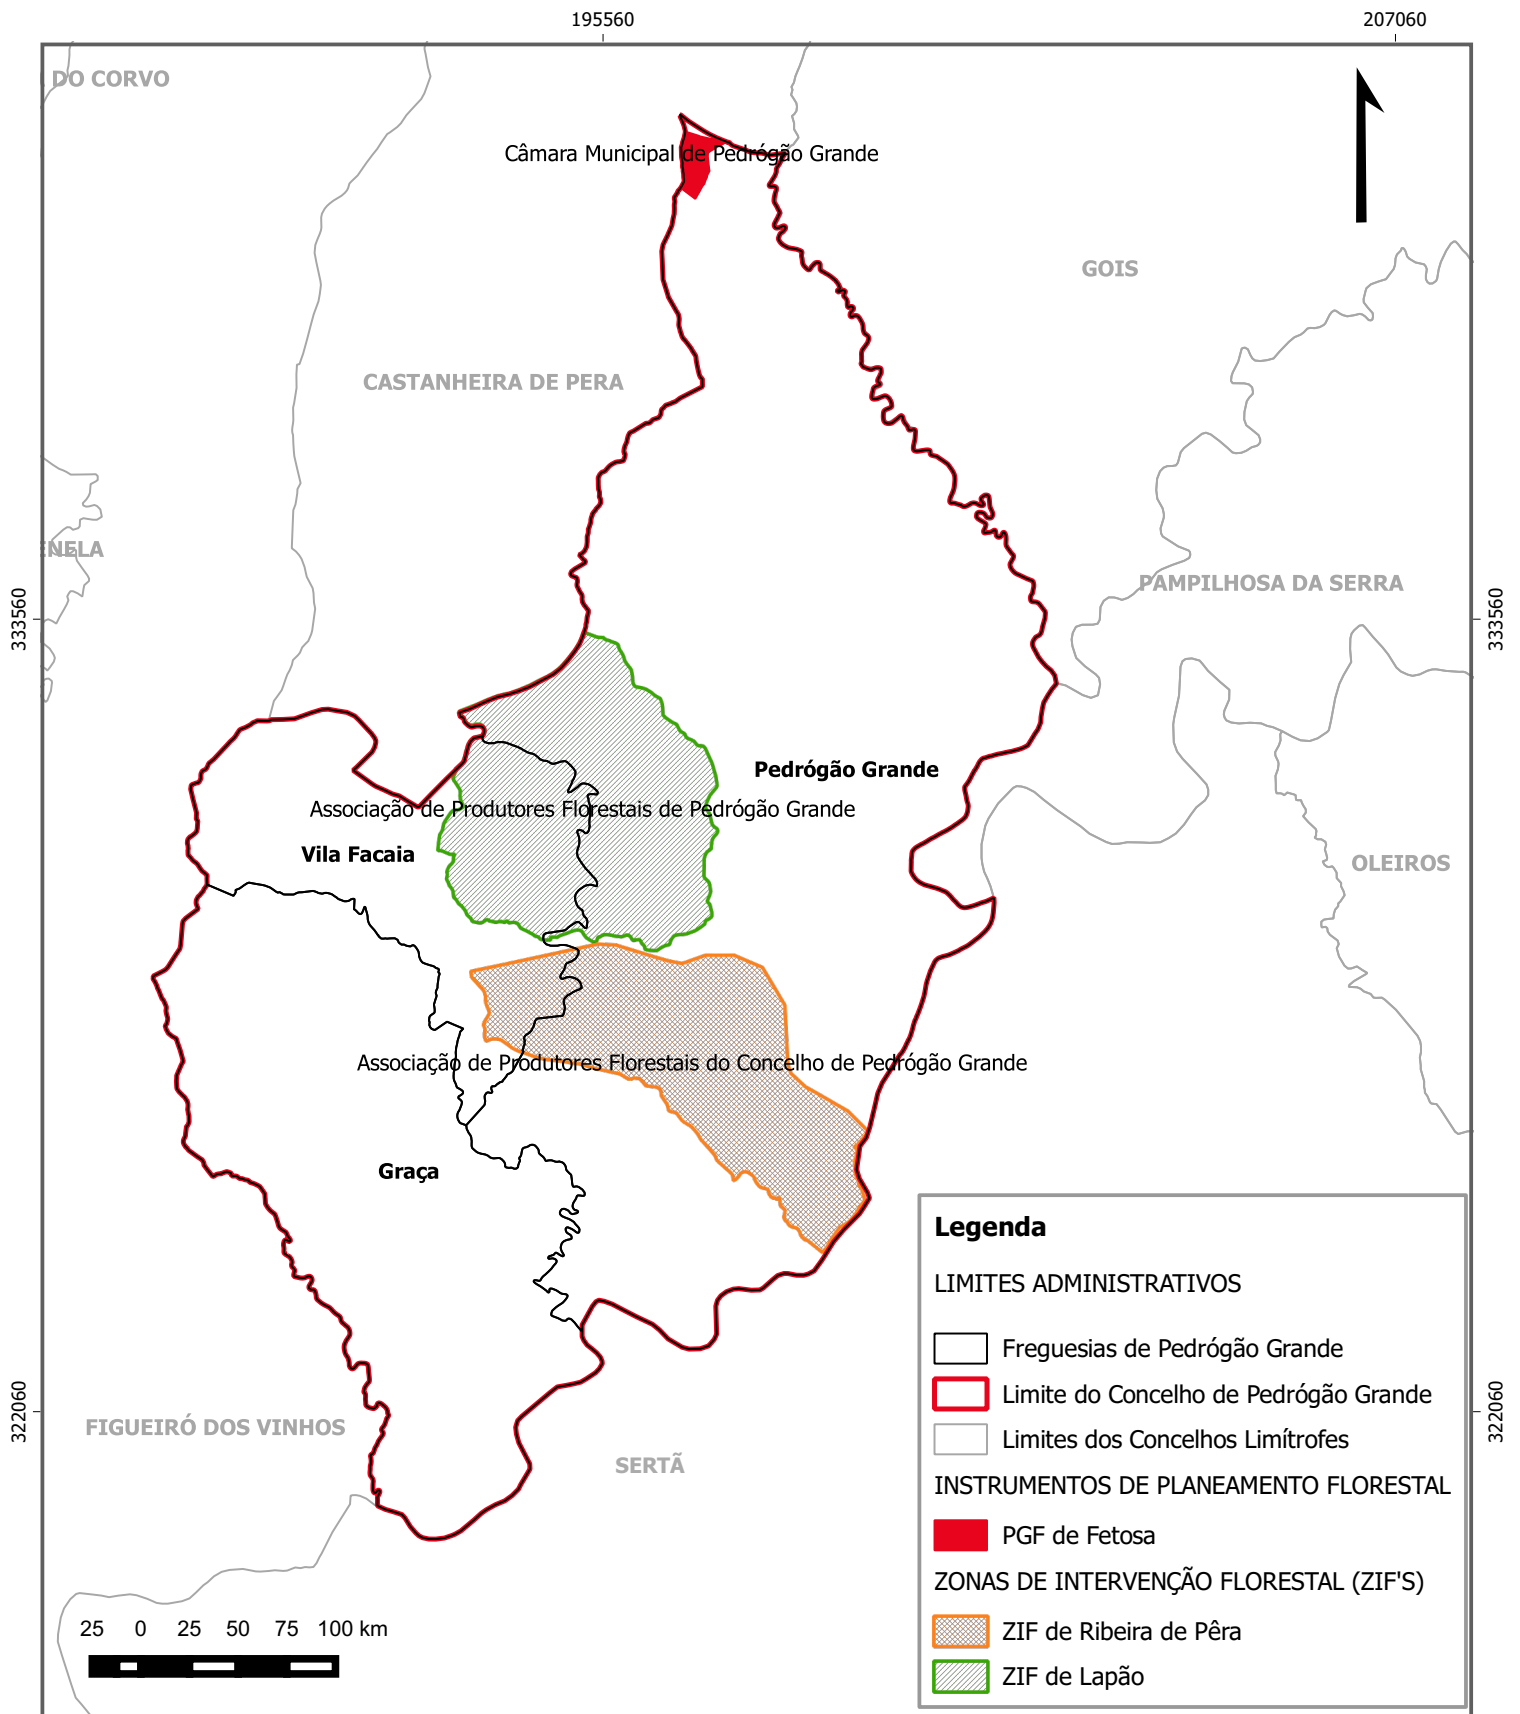 195560 207060
DO CORVO
Câmara Municipal de Pedrógão Grande
GOIS
CASTANHEIRA DE PERA
ENELA
PAMPILHOSA DA SERRA
333560 333560
Pedrógão Grande
Associação de Produtores Florestais de Pedrógão Grande
Vila Facaia
OLEIROS
Associação de Produtores Florestais do Concelho de Pedrógão Grande
Graça
322060 322060
FIGUEIRÓ DOS VINHOS
SERTÃ
Legenda
LIMITES ADMINISTRATIVOS
Freguesias de Pedrógão Grande
Limite do Concelho de Pedrógão Grande
Limites dos Concelhos Limítrofes
INSTRUMENTOS DE PLANEAMENTO FLORESTAL
PGF de Fetosa
ZONAS DE INTERVENÇÃO FLORESTAL (ZIF'S)
ZIF de Ribeira de Pêra
ZIF de Lapão
25 0 25 50 75 100 km